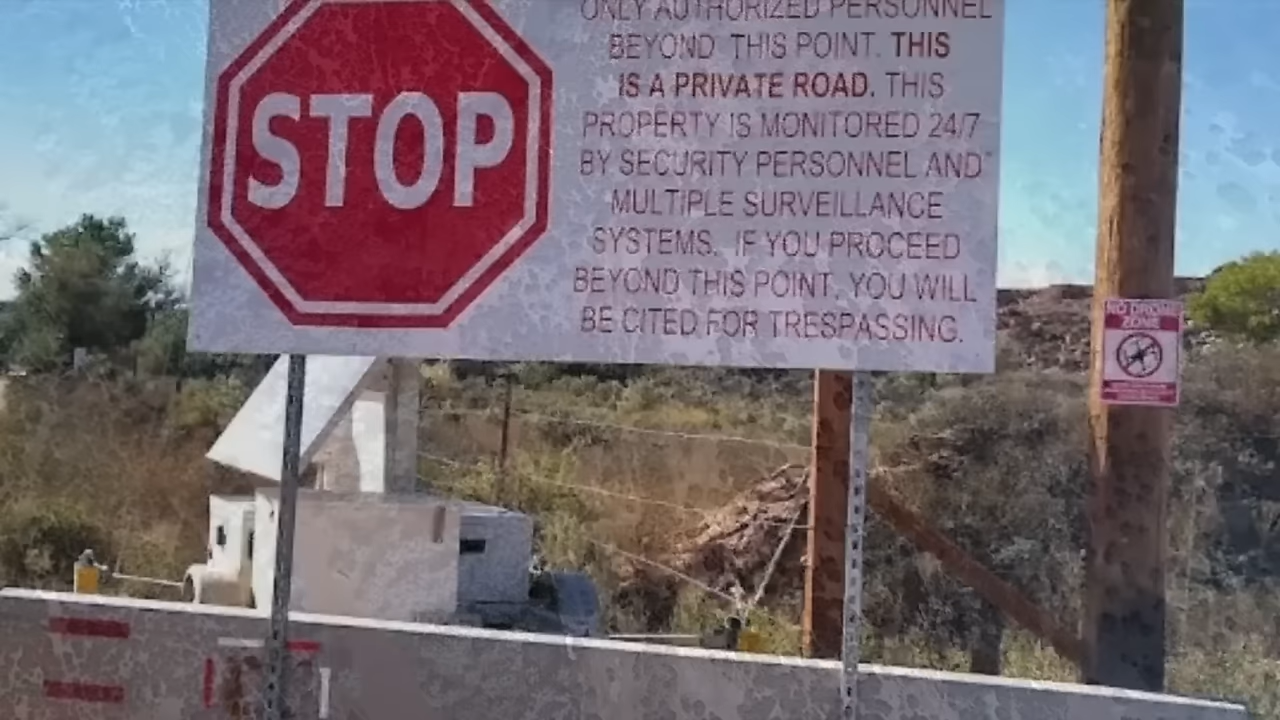 STOP
ONLY AUTHORIZED PERSONNEL
BEYOND THIS POINT. THIS
IS A PRIVATE ROAD. THIS
PROPERTY IS MONITORED 24/7
BY SECURITY PERSONNEL AND
MULTIPLE SURVEILLANCE
SYSTEMS. IF YOU PROCEED
BEYOND THIS POINT, YOU WILL
BE CITED FOR TRESPASSING.
NO DRONE
ZONE